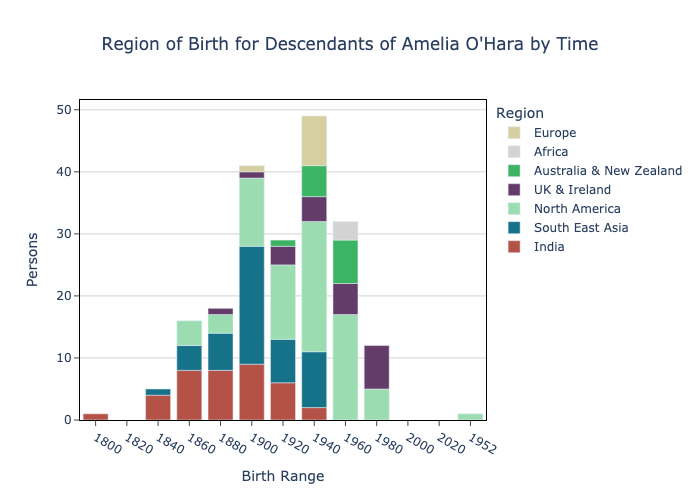 Region of Birth for Descendants of Amelia O'Hara by Time
Region
Europe
Africa
Australia & New Zealand
UK & Ireland
North America
South East Asia
India
Persons
50
40
30
20
10
0
1800 1820 1840 1860 1880 1900 1920 1940 1960 1980 2000 2020 1952
Birth Range